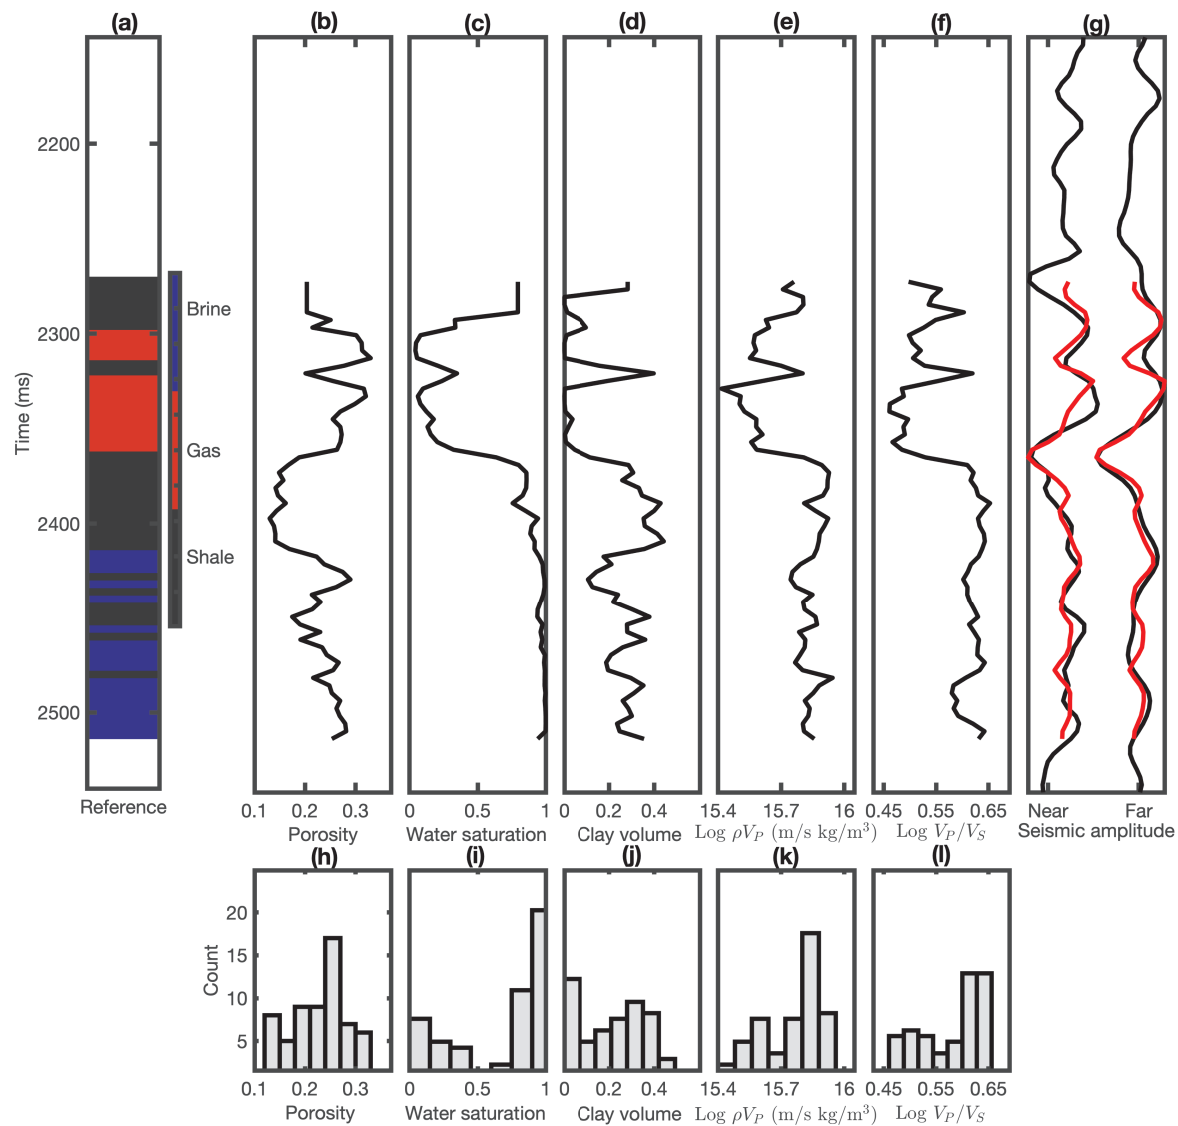 (a) (b) (c) (d) (e) (f) (g)
Time (ms)
2200
2300
2400
2500
Brine
Gas
Shale
Reference
0.1 0.2 0.3
Porosity
0 0.5 1
Water saturation
0 0.2 0.4
Clay volume
15.4 15.7 16
Log ρV_P (m/s kg/m³)
0.45 0.55 0.65
Log V_P/V_S
Near Far
Seismic amplitude
(h) (i) (j) (k) (l)
Count
20
15
10
5
0.1 0.2 0.3
Porosity
0 0.5 1
Water saturation
0 0.2 0.4
Clay volume
15.4 15.7 16
Log ρV_P (m/s kg/m³)
0.45 0.55 0.65
Log V_P/V_S